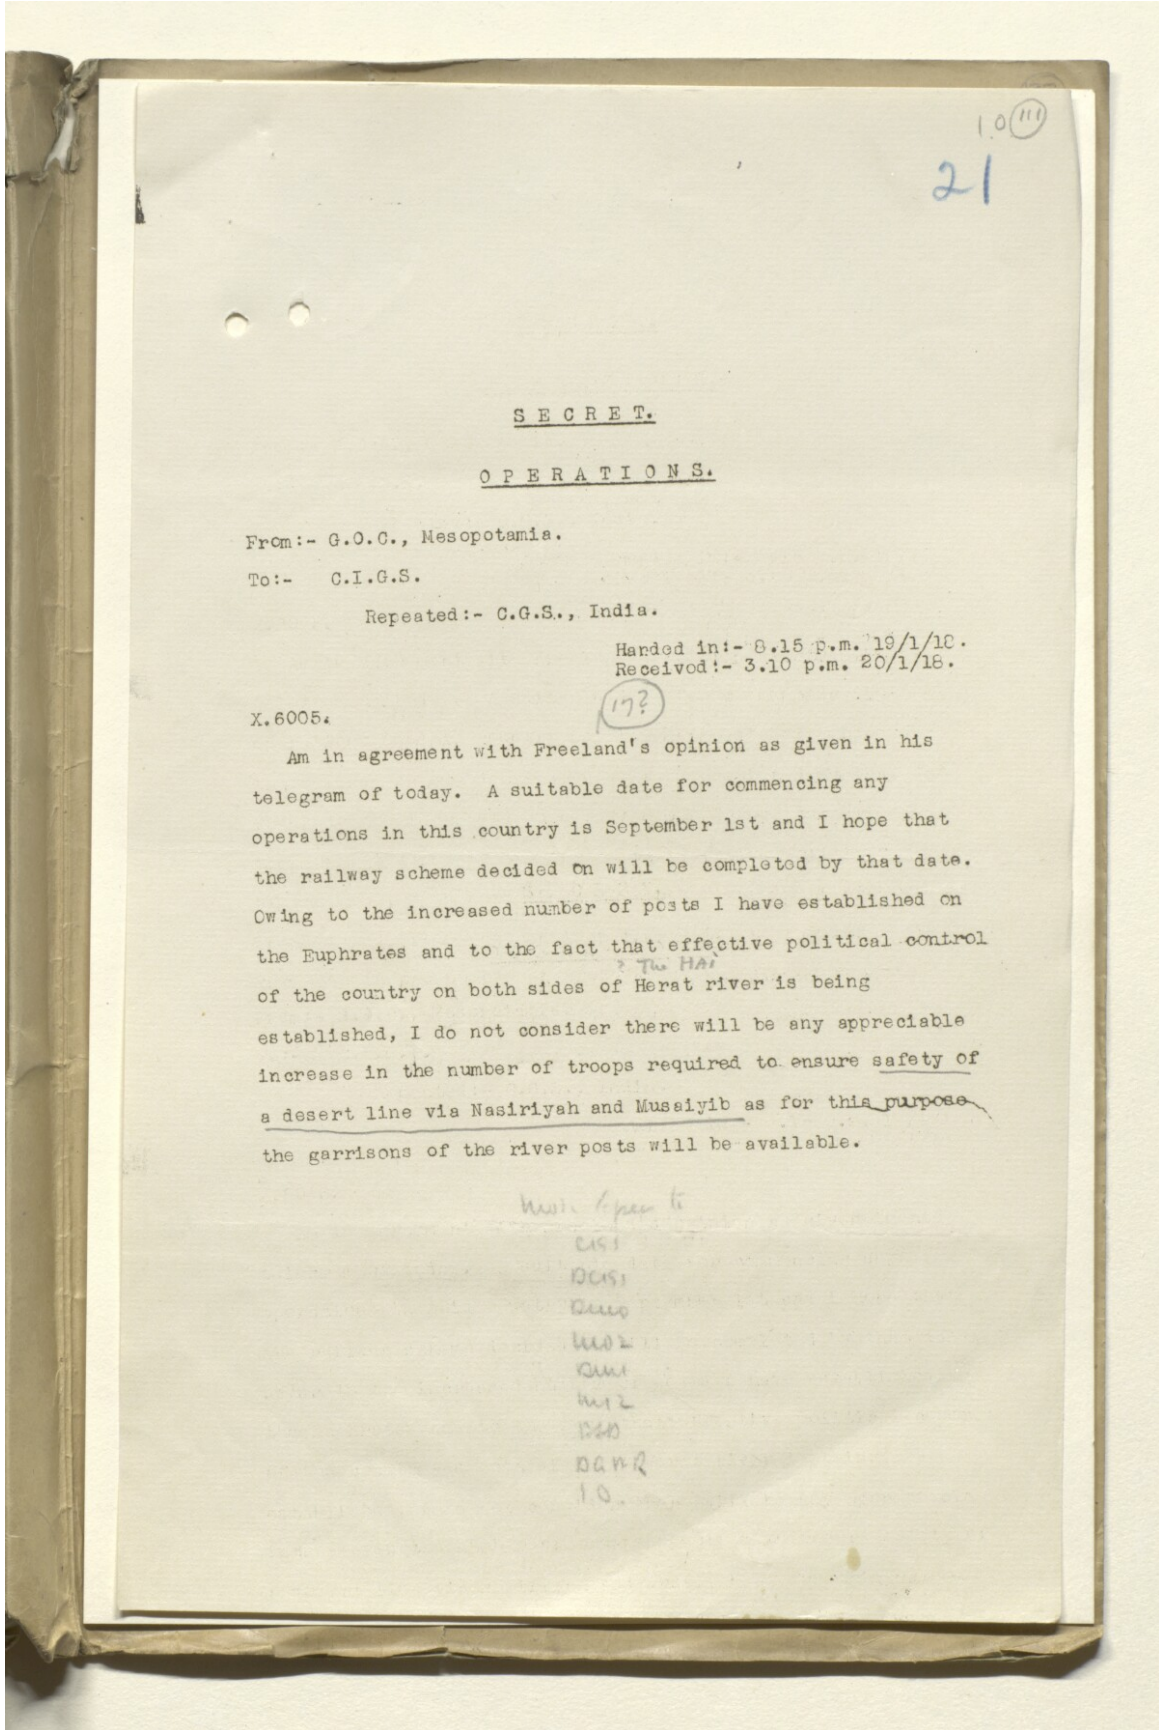 1.0 111
21
SECRET.
OPERATIONS.
From:- G.O.C., Mesopotamia.
To:- C.I.G.S.
Repeated:- C.G.S., India.
Handed in:- 8.15 p.m. 19/1/18.
Received:- 3.10 p.m. 20/1/18.
17?
X.6005.
Am in agreement with Freeland's opinion as given in his
telegram of today. A suitable date for commencing any
operations in this country is September 1st and I hope that
the railway scheme decided on will be completed by that date.
Owing to the increased number of posts I have established on
the Euphrates and to the fact that effective political control
? The HAI
of the country on both sides of Herat river is being
established, I do not consider there will be any appreciable
increase in the number of troops required to ensure safety of
a desert line via Nasiriyah and Musaiyib as for this purpose
the garrisons of the river posts will be available.
to
CIGS
DCIGS
DMO
MO2
DMI
MI2
DGMR
IO.